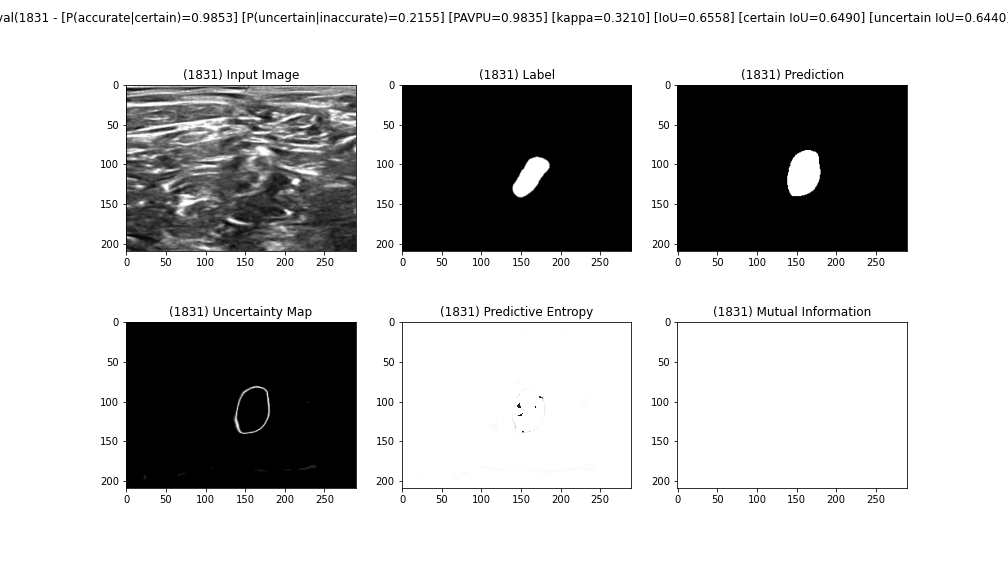 val(1831 - [P(accurate|certain)=0.9853] [P(uncertain|inaccurate)=0.2155] [PAVPU=0.9835] [kappa=0.3210] [IoU=0.6558] [certain IoU=0.6490] [uncertain IoU=0.6440]
(1831) Input Image
(1831) Label
(1831) Prediction
0
50
100
150
200
0 50 100 150 200 250
0
50
100
150
200
0 50 100 150 200 250
0
50
100
150
200
0 50 100 150 200 250
(1831) Uncertainty Map
(1831) Predictive Entropy
(1831) Mutual Information
0
50
100
150
200
0 50 100 150 200 250
0
50
100
150
200
0 50 100 150 200 250
0
50
100
150
200
0 50 100 150 200 250